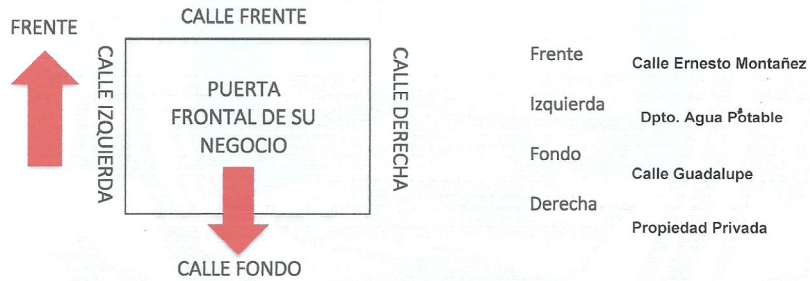 CALLE FRENTE
FRENTE
CALLE IZQUIERDA
PUERTA
FRONTAL DE SU
NEGOCIO
CALLE DERECHA
CALLE FONDO
Frente Calle Ernesto Montañez
Izquierda Dpto. Agua Potable
Fondo Calle Guadalupe
Derecha Propiedad Privada